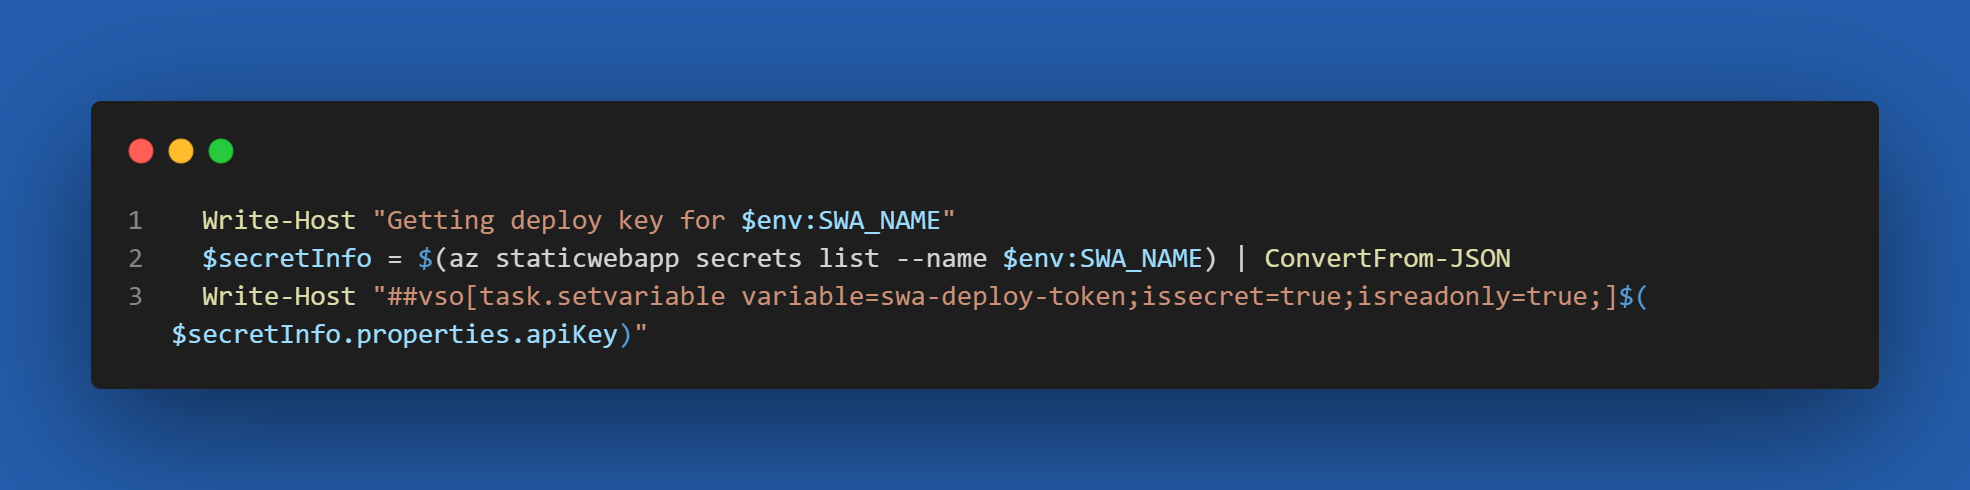 1 Write-Host "Getting deploy key for $env:SWA_NAME"
2 $secretInfo = $(az staticwebapp secrets list --name $env:SWA_NAME) | ConvertFrom-JSON
3 Write-Host "##vso[task.setvariable variable=swa-deploy-token;issecret=true;isreadonly=true;]$(
$secretInfo.properties.apiKey)"